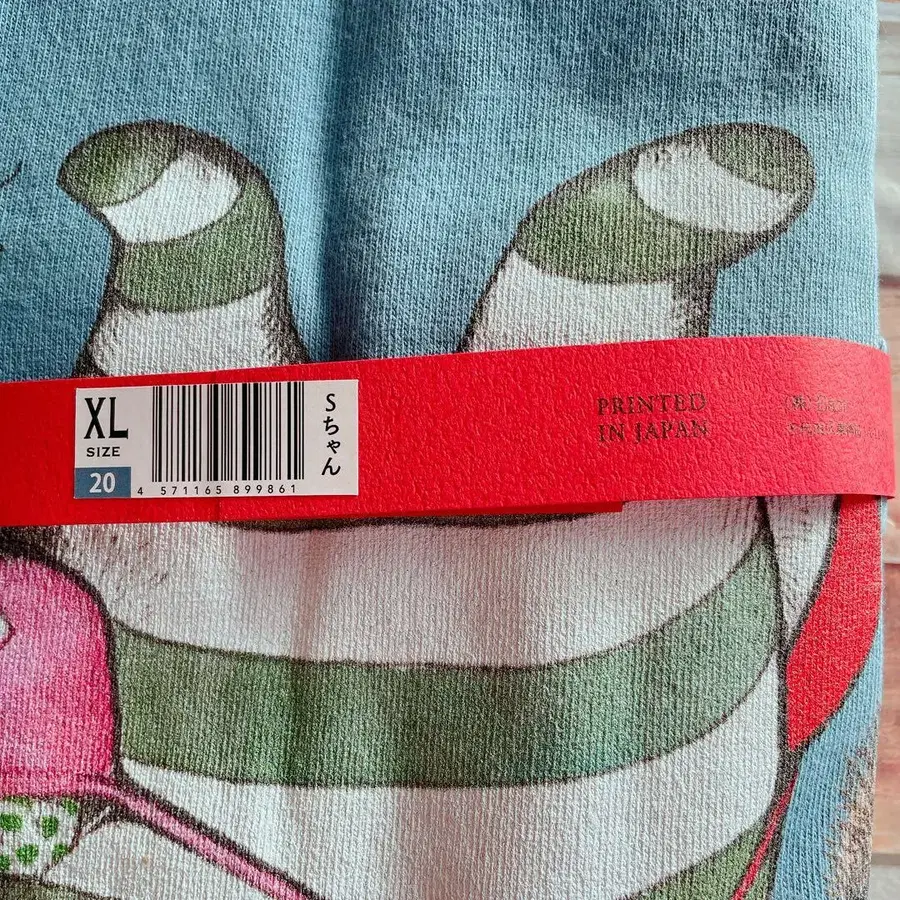 XL
SIZE
20
4 571165 899861
Sちゃん
PRINTED
IN JAPAN